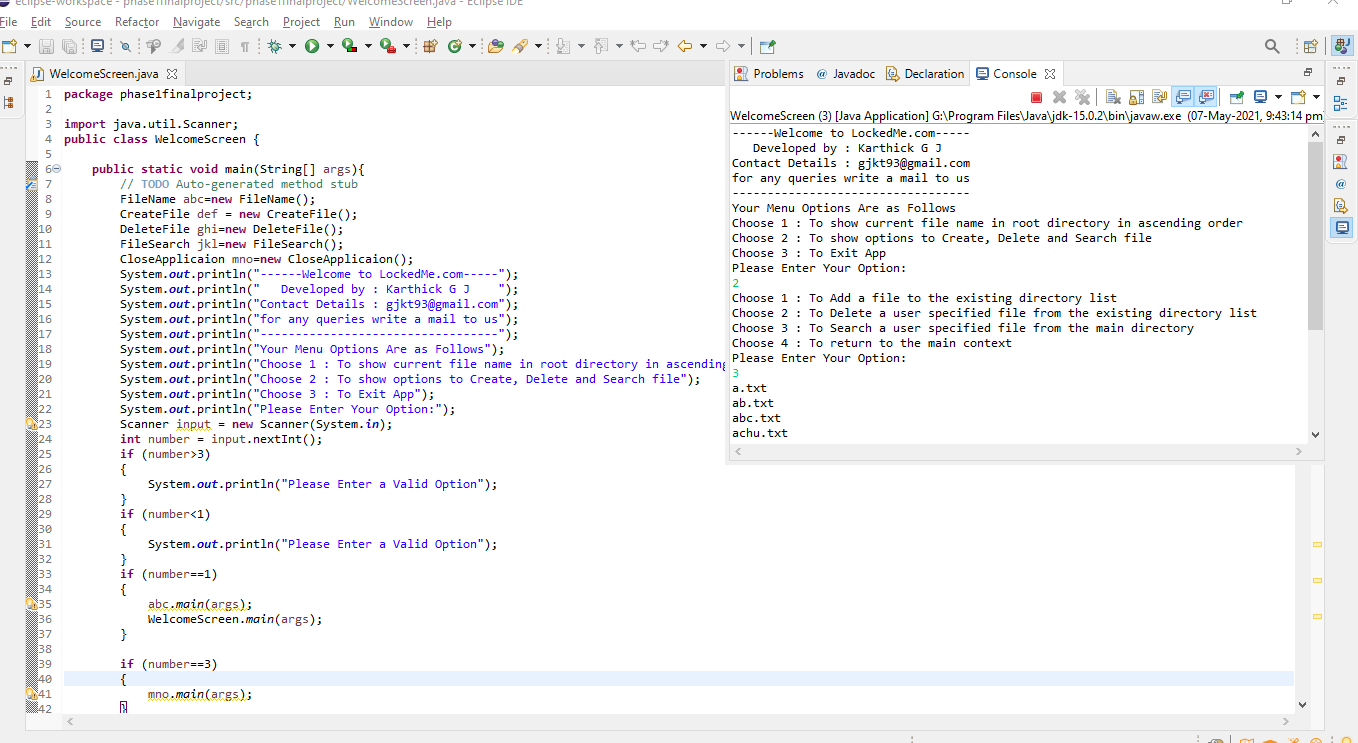 eclipse-workspace - phase1finalproject/src/phase1finalproject/WelcomeScreen.java - Eclipse IDE
File Edit Source Refactor Navigate Search Project Run Window Help
WelcomeScreen.java
1 package phase1finalproject;
2
3 import java.util.Scanner;
4 public class WelcomeScreen {
5
6 public static void main(String[] args){
7 // TODO Auto-generated method stub
8 FileName abc=new FileName();
9 CreateFile def = new CreateFile();
10 DeleteFile ghi=new DeleteFile();
11 FileSearch jkl=new FileSearch();
12 CloseApplicaion mno=new CloseApplicaion();
13 System.out.println("------Welcome to LockedMe.com-----");
14 System.out.println("   Developed by : Karthick G J    ");
15 System.out.println("Contact Details : gjkt93@gmail.com");
16 System.out.println("for any queries write a mail to us");
17 System.out.println("----------------------------------");
18 System.out.println("Your Menu Options Are as Follows");
19 System.out.println("Choose 1 : To show current file name in root directory in ascending
20 System.out.println("Choose 2 : To show options to Create, Delete and Search file");
21 System.out.println("Choose 3 : To Exit App");
22 System.out.println("Please Enter Your Option:");
23 Scanner input = new Scanner(System.in);
24 int number = input.nextInt();
25 if (number>3)
26 {
27 System.out.println("Please Enter a Valid Option");
28 }
29 if (number<1)
30 {
31 System.out.println("Please Enter a Valid Option");
32 }
33 if (number==1)
34 {
35 abc.main(args);
36 WelcomeScreen.main(args);
37 }
38
39 if (number==3)
40 {
41 mno.main(args);
42 }
Problems Javadoc Declaration Console
WelcomeScreen (3) [Java Application] G:\Program Files\Java\jdk-15.0.2\bin\javaw.exe (07-May-2021, 9:43:14 pm
------Welcome to LockedMe.com-----
   Developed by : Karthick G J
Contact Details : gjkt93@gmail.com
for any queries write a mail to us
----------------------------------
Your Menu Options Are as Follows
Choose 1 : To show current file name in root directory in ascending order
Choose 2 : To show options to Create, Delete and Search file
Choose 3 : To Exit App
Please Enter Your Option:
2
Choose 1 : To Add a file to the existing directory list
Choose 2 : To Delete a user specified file from the existing directory list
Choose 3 : To Search a user specified file from the main directory
Choose 4 : To return to the main context
Please Enter Your Option:
3
a.txt
ab.txt
abc.txt
achu.txt